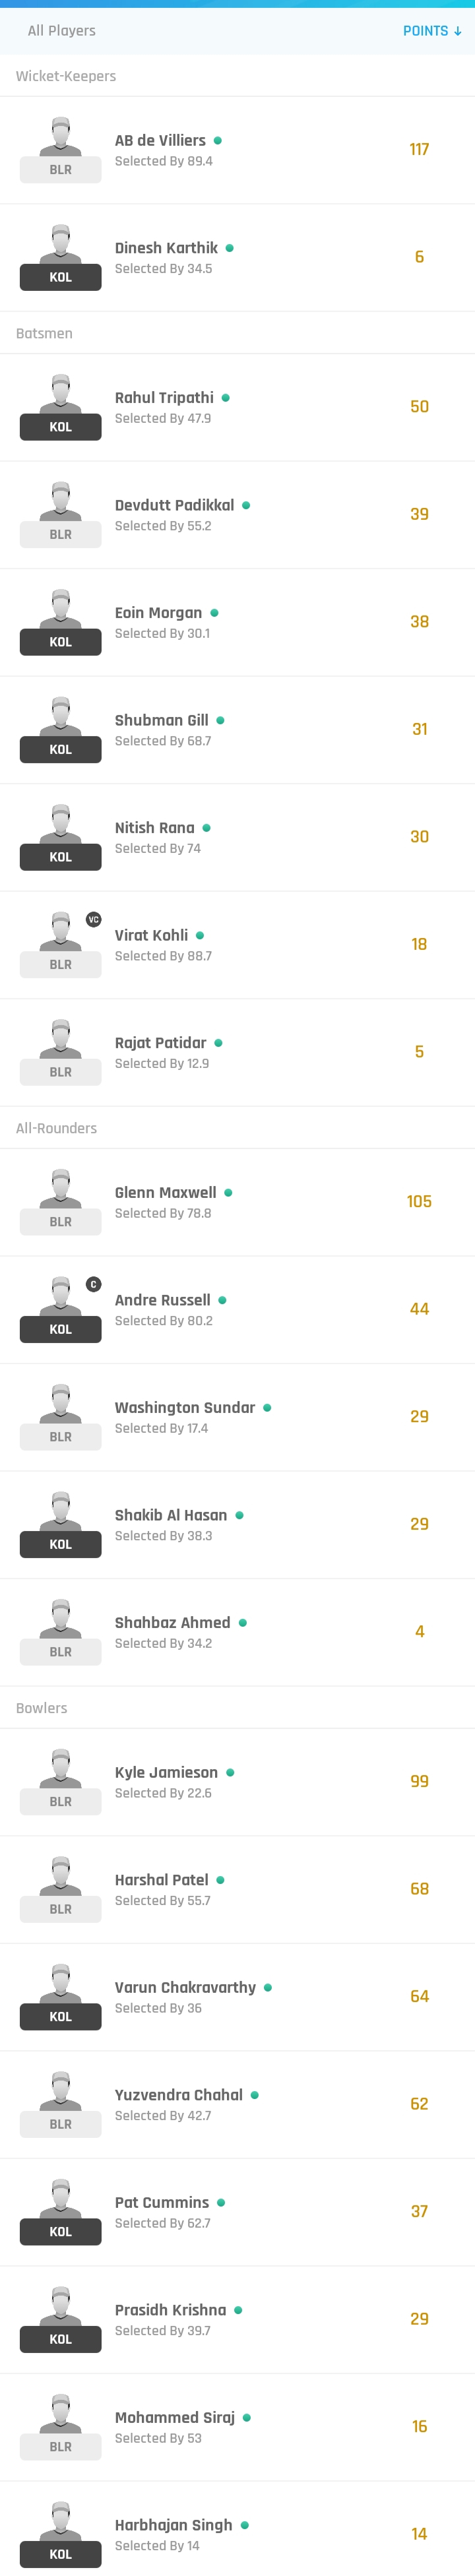 All Players POINTS ↓
Wicket-Keepers
AB de Villiers
Selected By 89.4
BLR
117
Dinesh Karthik
Selected By 34.5
KOL
6
Batsmen
Rahul Tripathi
Selected By 47.9
KOL
50
Devdutt Padikkal
Selected By 55.2
BLR
39
Eoin Morgan
Selected By 30.1
KOL
38
Shubman Gill
Selected By 68.7
KOL
31
Nitish Rana
Selected By 74
KOL
30
VC
Virat Kohli
Selected By 88.7
BLR
18
Rajat Patidar
Selected By 12.9
BLR
5
All-Rounders
Glenn Maxwell
Selected By 78.8
BLR
105
C
Andre Russell
Selected By 80.2
KOL
44
Washington Sundar
Selected By 17.4
BLR
29
Shakib Al Hasan
Selected By 38.3
KOL
29
Shahbaz Ahmed
Selected By 34.2
BLR
4
Bowlers
Kyle Jamieson
Selected By 22.6
BLR
99
Harshal Patel
Selected By 55.7
BLR
68
Varun Chakravarthy
Selected By 36
KOL
64
Yuzvendra Chahal
Selected By 42.7
BLR
62
Pat Cummins
Selected By 62.7
KOL
37
Prasidh Krishna
Selected By 39.7
KOL
29
Mohammed Siraj
Selected By 53
BLR
16
Harbhajan Singh
Selected By 14
KOL
14